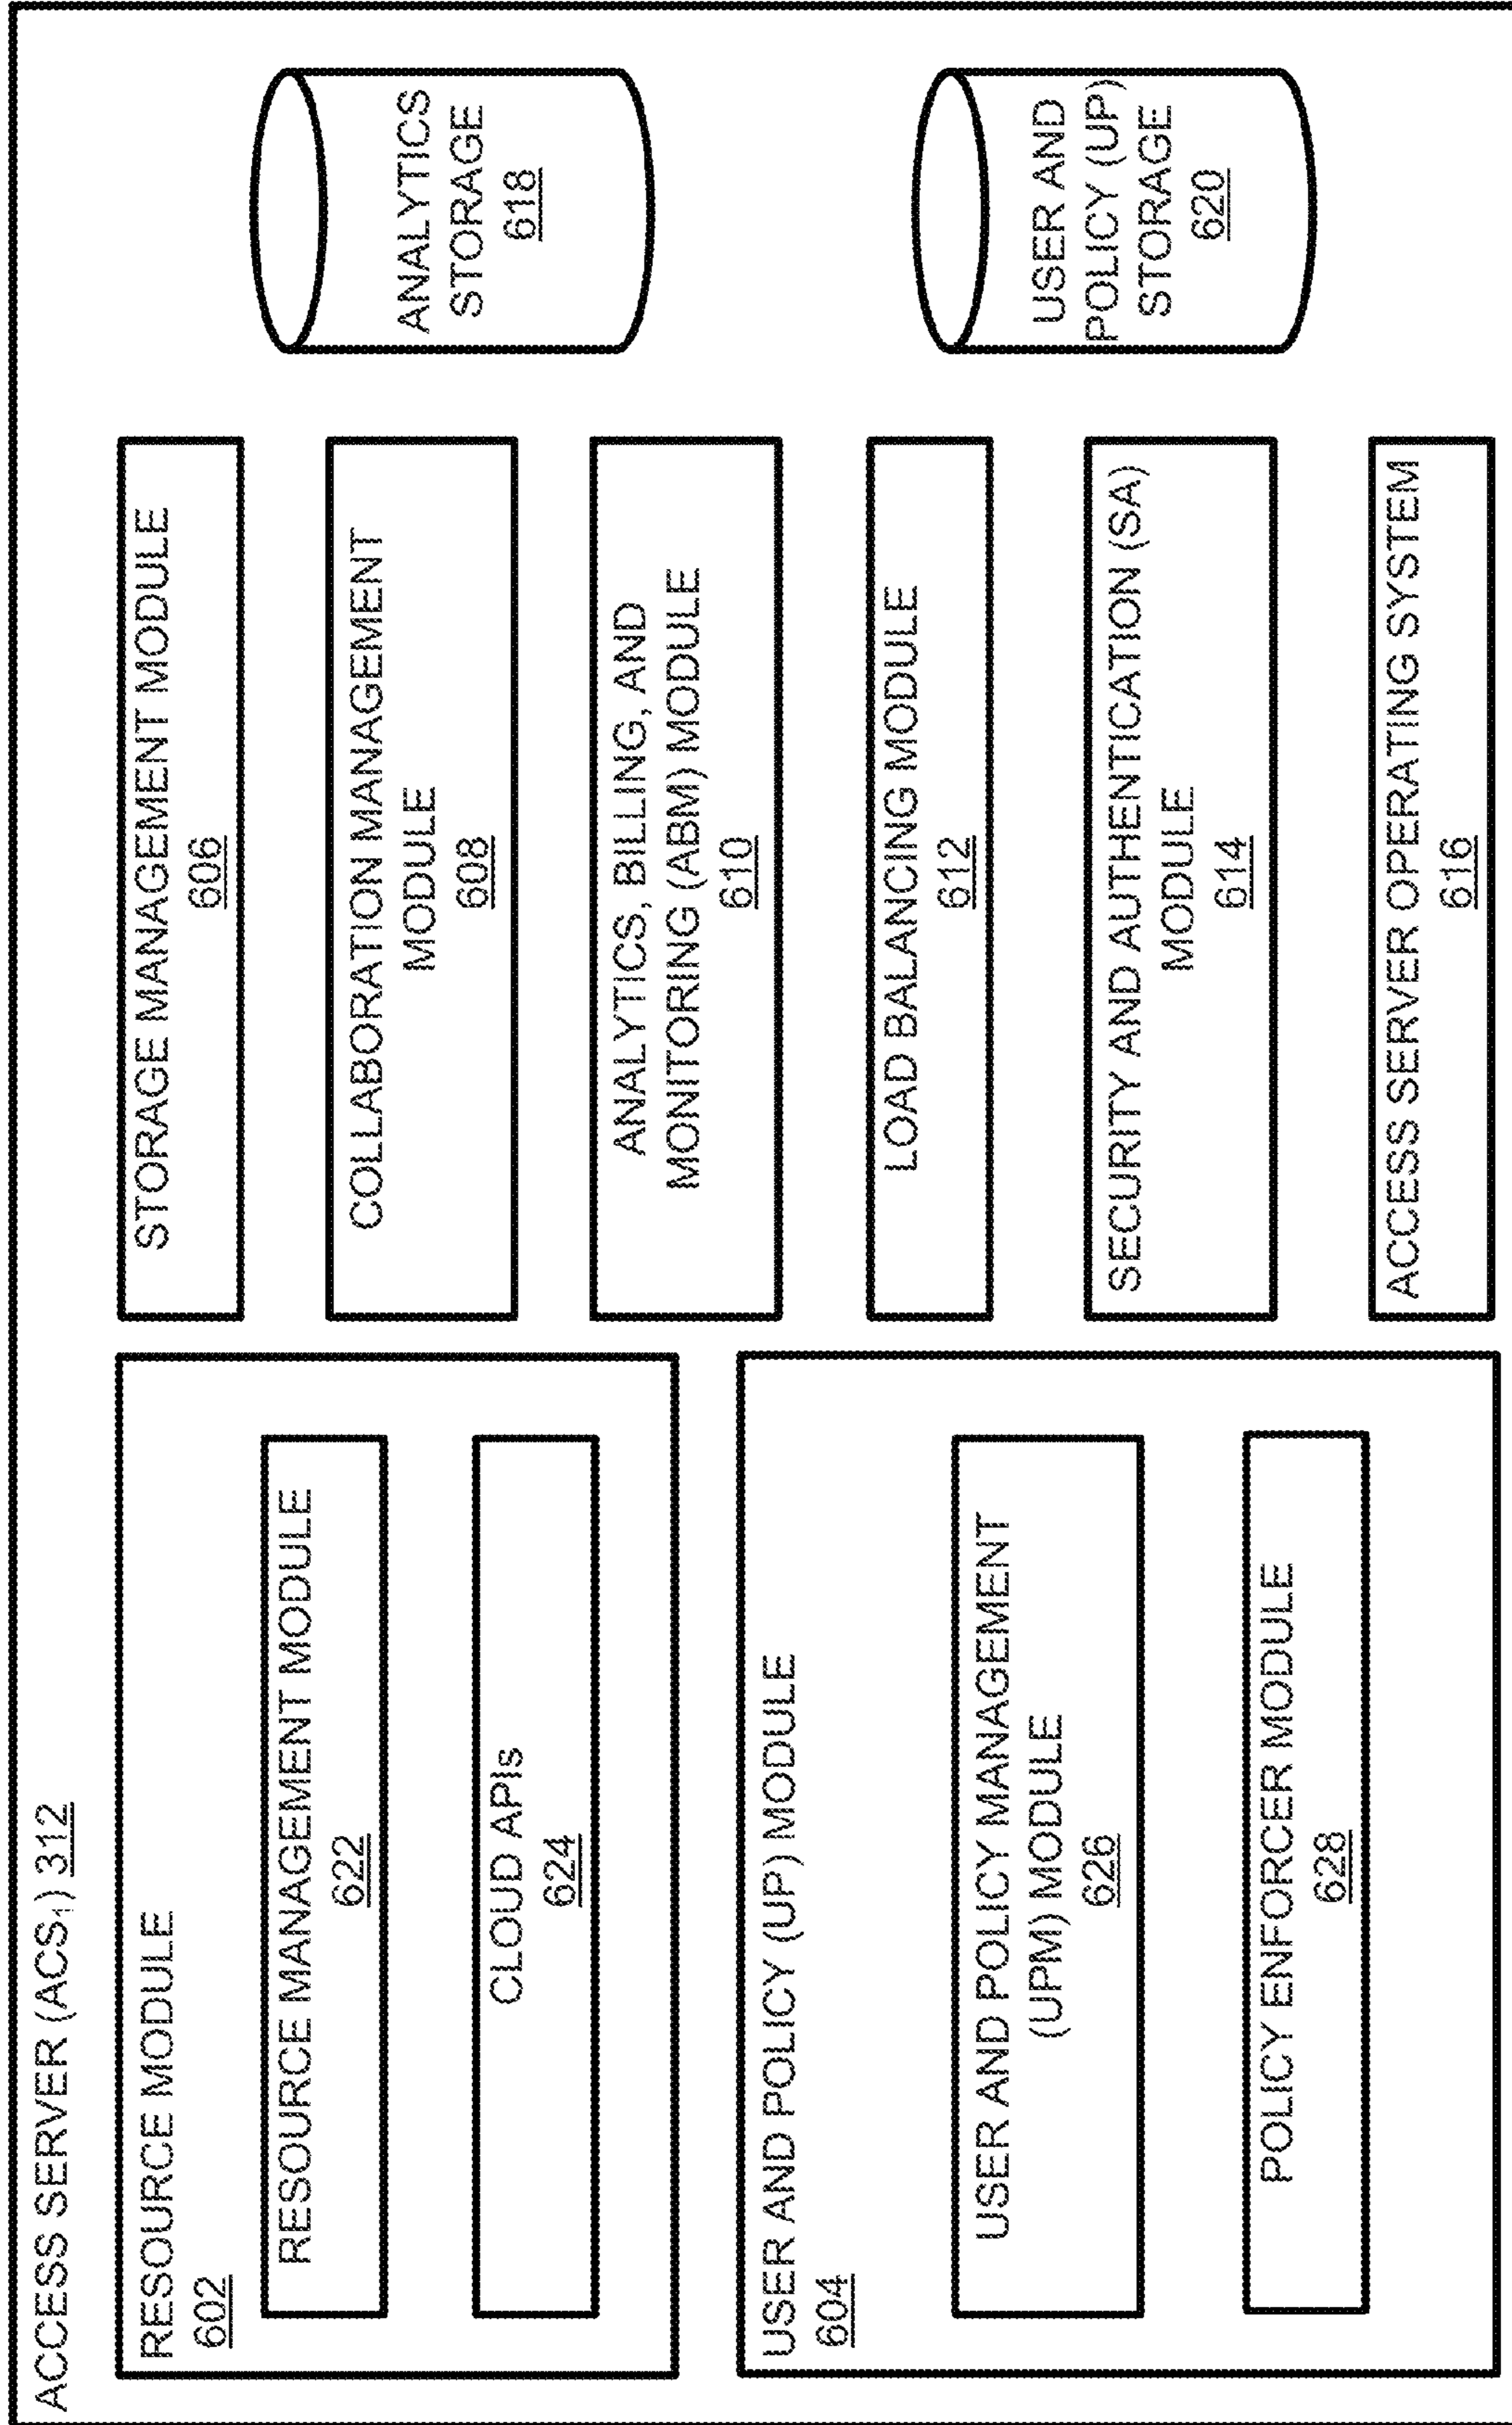 ACCESS SERVER (ACS₁) 312
RESOURCE MODULE
602
RESOURCE MANAGEMENT MODULE
622
CLOUD APIs
624
USER AND POLICY (UP) MODULE
604
USER AND POLICY MANAGEMENT
(UPM) MODULE
626
POLICY ENFORCER MODULE
628
STORAGE MANAGEMENT MODULE
606
COLLABORATION MANAGEMENT
MODULE
608
ANALYTICS, BILLING, AND
MONITORING (ABM) MODULE
610
LOAD BALANCING MODULE
612
SECURITY AND AUTHENTICATION (SA)
MODULE
614
ACCESS SERVER OPERATING SYSTEM
616
ANALYTICS
STORAGE
618
USER AND
POLICY (UP)
STORAGE
620